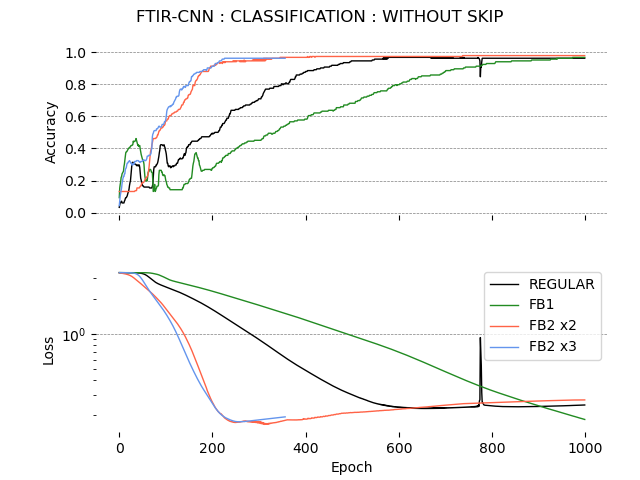 FTIR-CNN : CLASSIFICATION : WITHOUT SKIP
1.0
0.8
0.6
0.4
0.2
0.0
Accuracy
REGULAR
FB1
FB2 x2
FB2 x3
10⁰
Loss
0
200
400
600
800
1000
Epoch